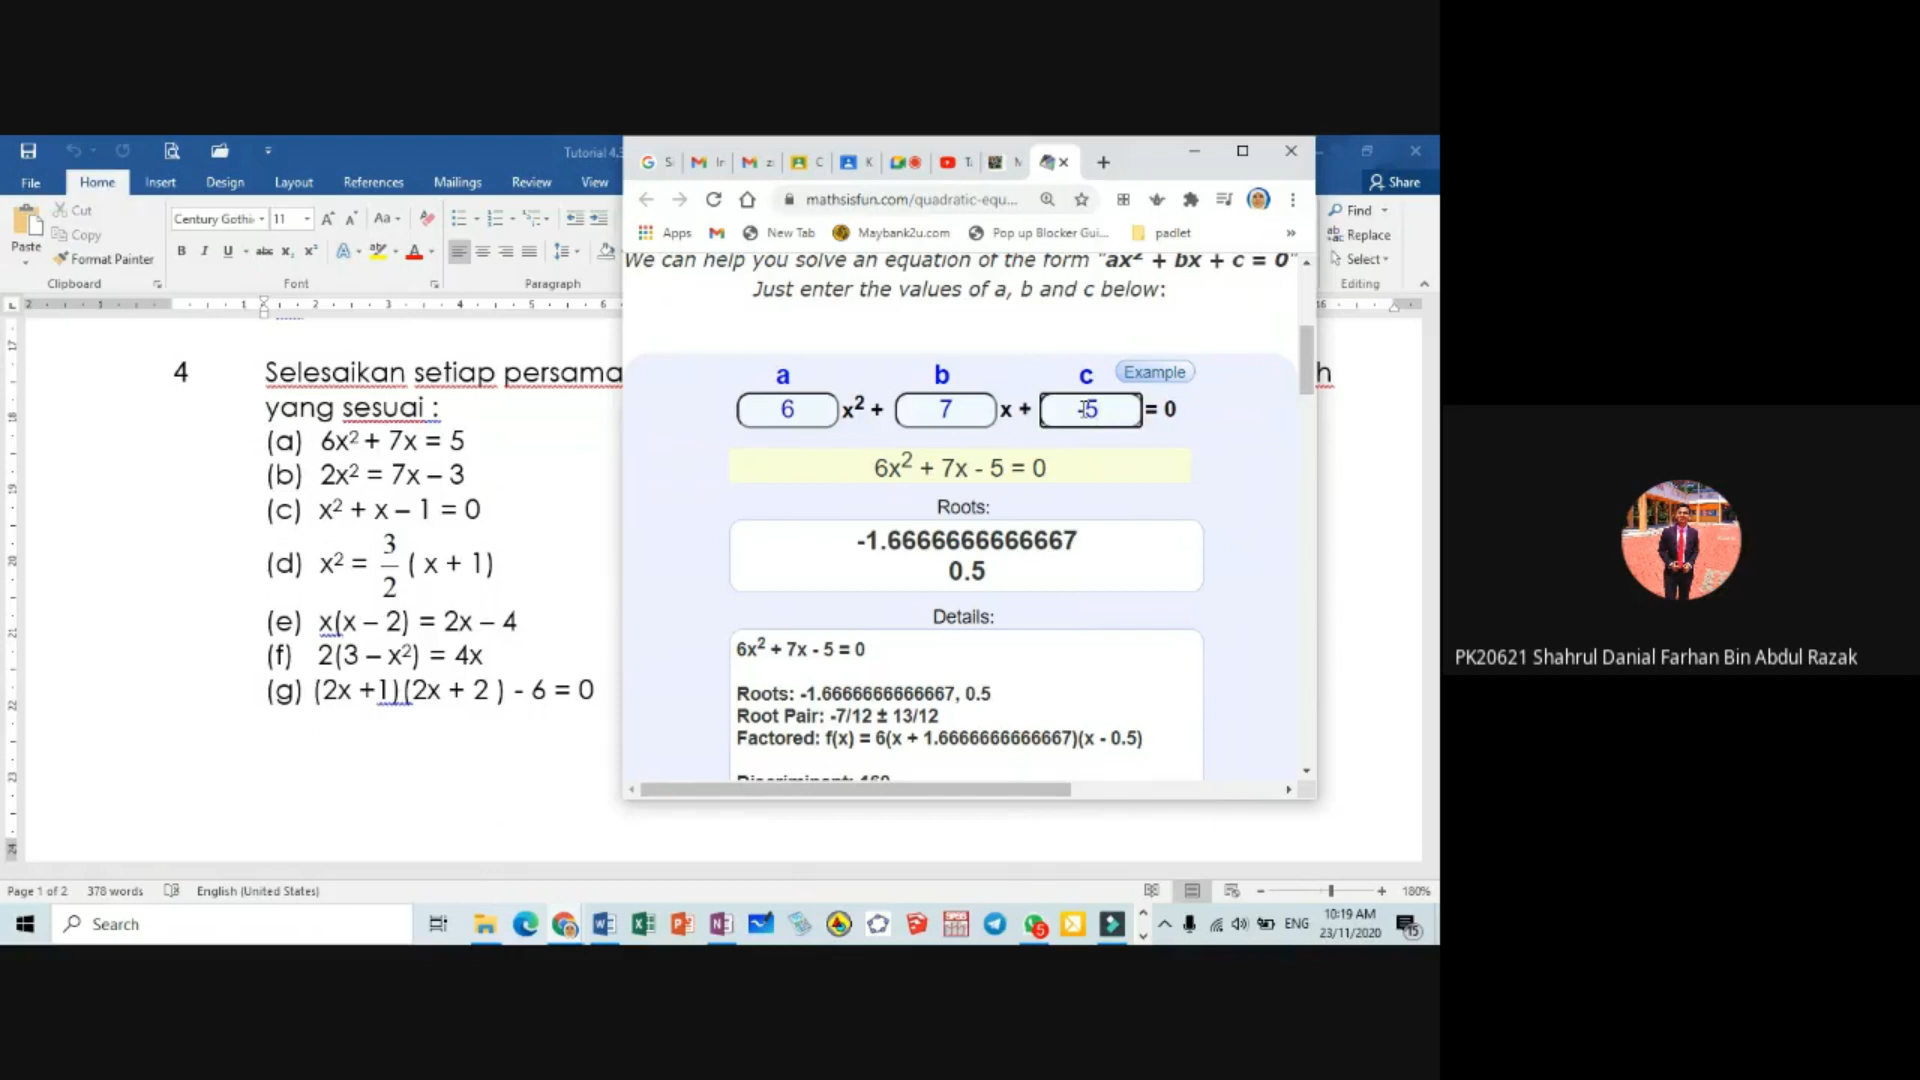 Tutorial 4.3
File Home Insert Design Layout References Mailings Review View
Share
Cut
Copy
Format Painter
Paste
Clipboard
Century Gothi 11
Font
Paragraph
Find
Replace
Select
Editing
mathsisfun.com/quadratic-equ...
Apps New Tab Maybank2u.com Pop up Blocker Gui... padlet
We can help you solve an equation of the form "ax² + bx + c = 0"
Just enter the values of a, b and c below:
a b c Example
6 x² + 7 x + -5 = 0
6x² + 7x - 5 = 0
Roots:
-1.6666666666667
0.5
Details:
6x² + 7x - 5 = 0
Roots: -1.6666666666667, 0.5
Root Pair: -7/12 ± 13/12
Factored: f(x) = 6(x + 1.6666666666667)(x - 0.5)
4 Selesaikan setiap persama
h
yang sesuai :
(a) 6x² + 7x = 5
(b) 2x² = 7x – 3
(c) x² + x – 1 = 0
(d) x² = 3/2 ( x + 1)
(e) x(x – 2) = 2x – 4
(f) 2(3 – x²) = 4x
(g) (2x +1)(2x + 2 ) - 6 = 0
Page 1 of 2 378 words English (United States)
180%
Search
ENG
10:19 AM
23/11/2020
15
PK20621 Shahrul Danial Farhan Bin Abdul Razak